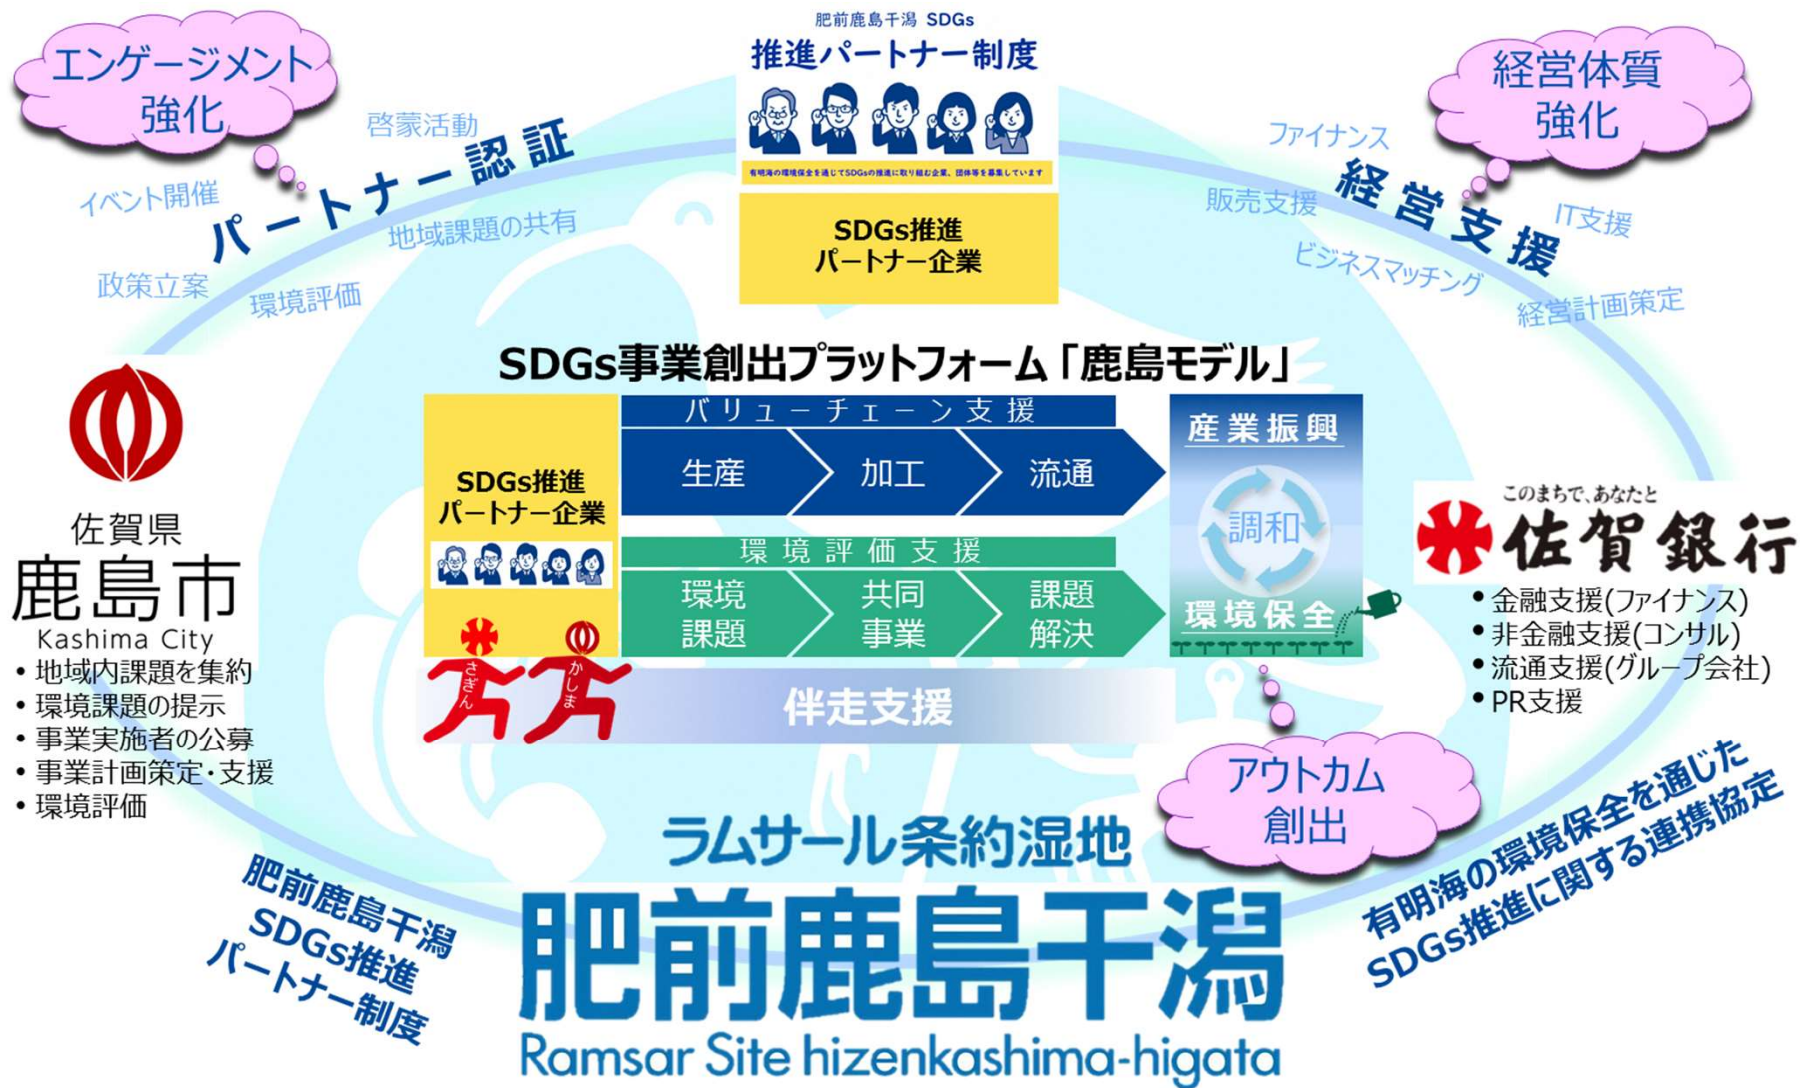 肥前鹿島干潟 SDGs
推進パートナー制度
有明海の環境保全を通じてSDGsの推進に取り組む企業、団体等を募集しています
SDGs推進
パートナー企業
エンゲージメント
強化
啓蒙活動
パートナー認証
イベント開催
地域課題の共有
政策立案
環境評価
経営体質
強化
ファイナンス
経営支援
販売支援
IT支援
ビジネスマッチング
経営計画策定
SDGs事業創出プラットフォーム「鹿島モデル」
SDGs推進
パートナー企業
バリューチェーン支援
生産
加工
流通
環境評価支援
環境
課題
共同
事業
課題
解決
産業振興
調和
環境保全
さぎん
かしま
伴走支援
佐賀県
鹿島市
Kashima City
• 地域内課題を集約
• 環境課題の提示
• 事業実施者の公募
• 事業計画策定・支援
• 環境評価
このまちで、あなたと
佐賀銀行
• 金融支援(ファイナンス)
• 非金融支援(コンサル)
• 流通支援(グループ会社)
• PR支援
アウトカム
創出
肥前鹿島干潟
SDGs推進
パートナー制度
有明海の環境保全を通じた
SDGs推進に関する連携協定
ラムサール条約湿地
肥前鹿島干潟
Ramsar Site hizenkashima-higata